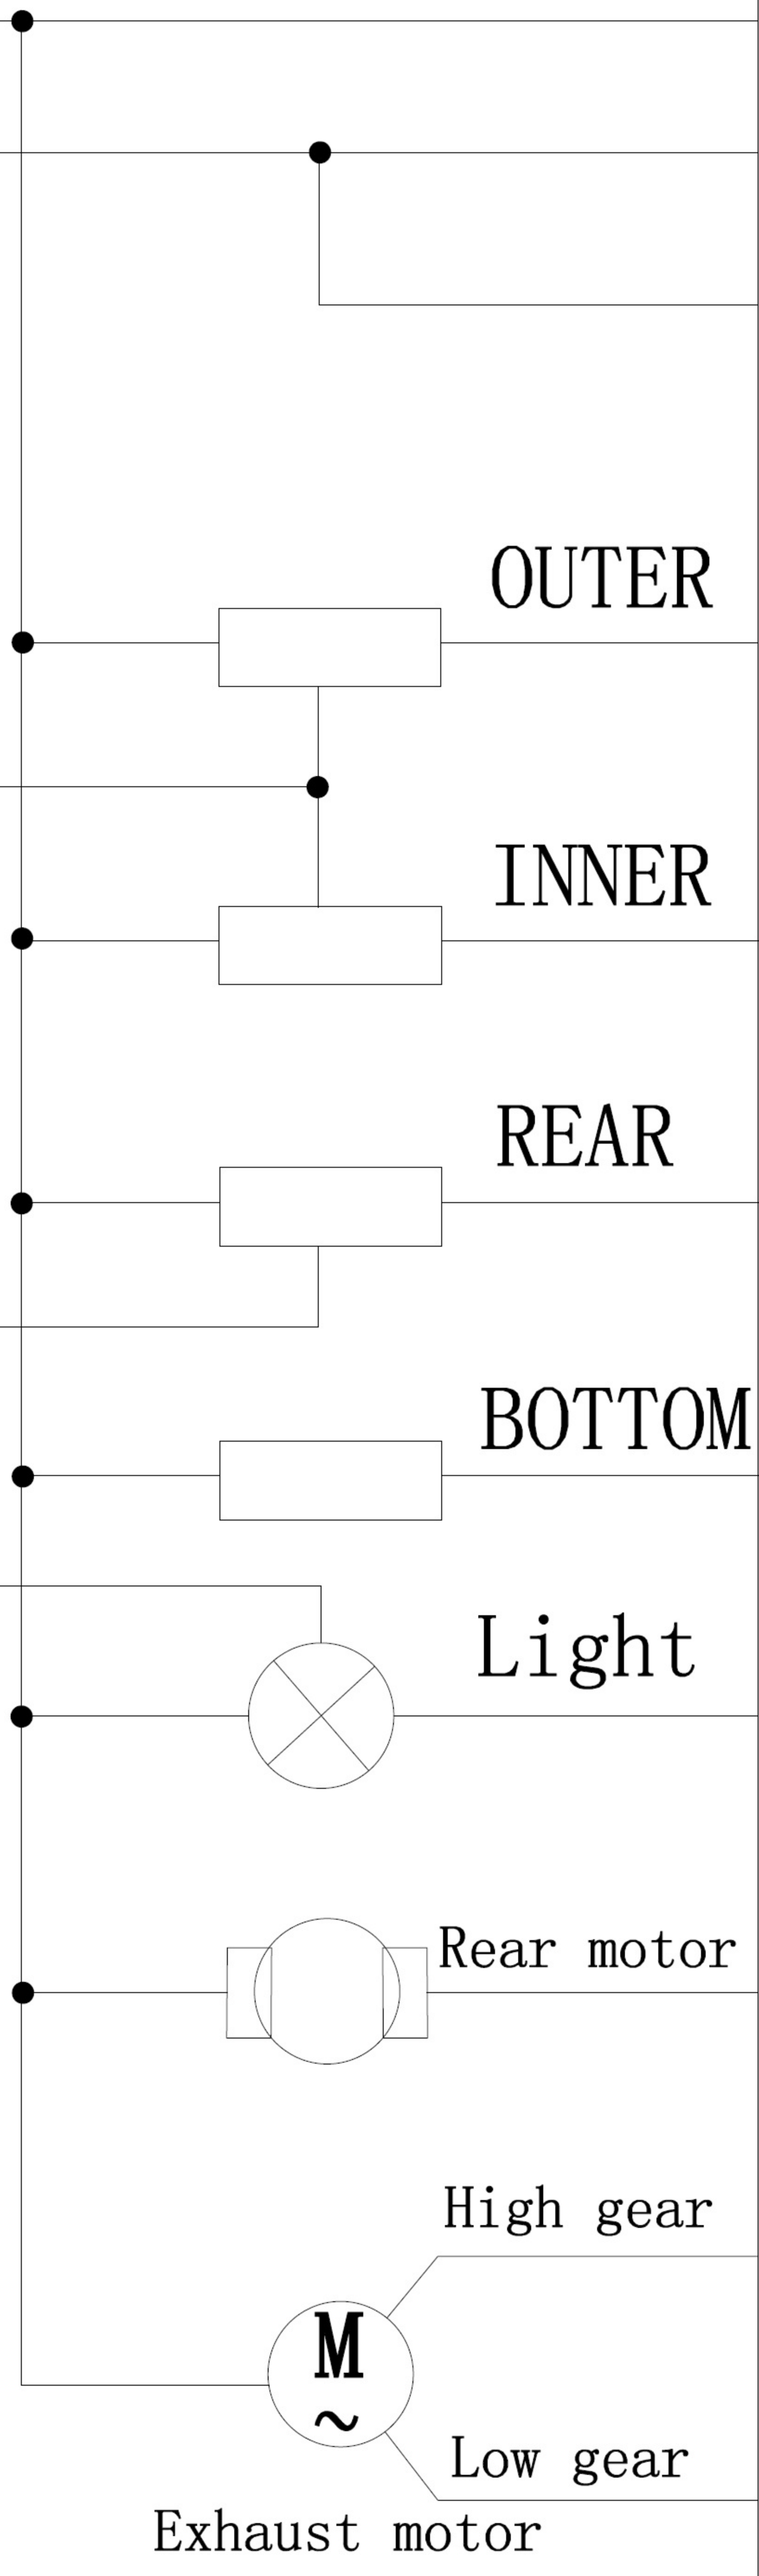 OUTER
INNER
REAR
BOTTOM
Light
Rear motor
High gear
M
~
Low gear
Exhaust motor